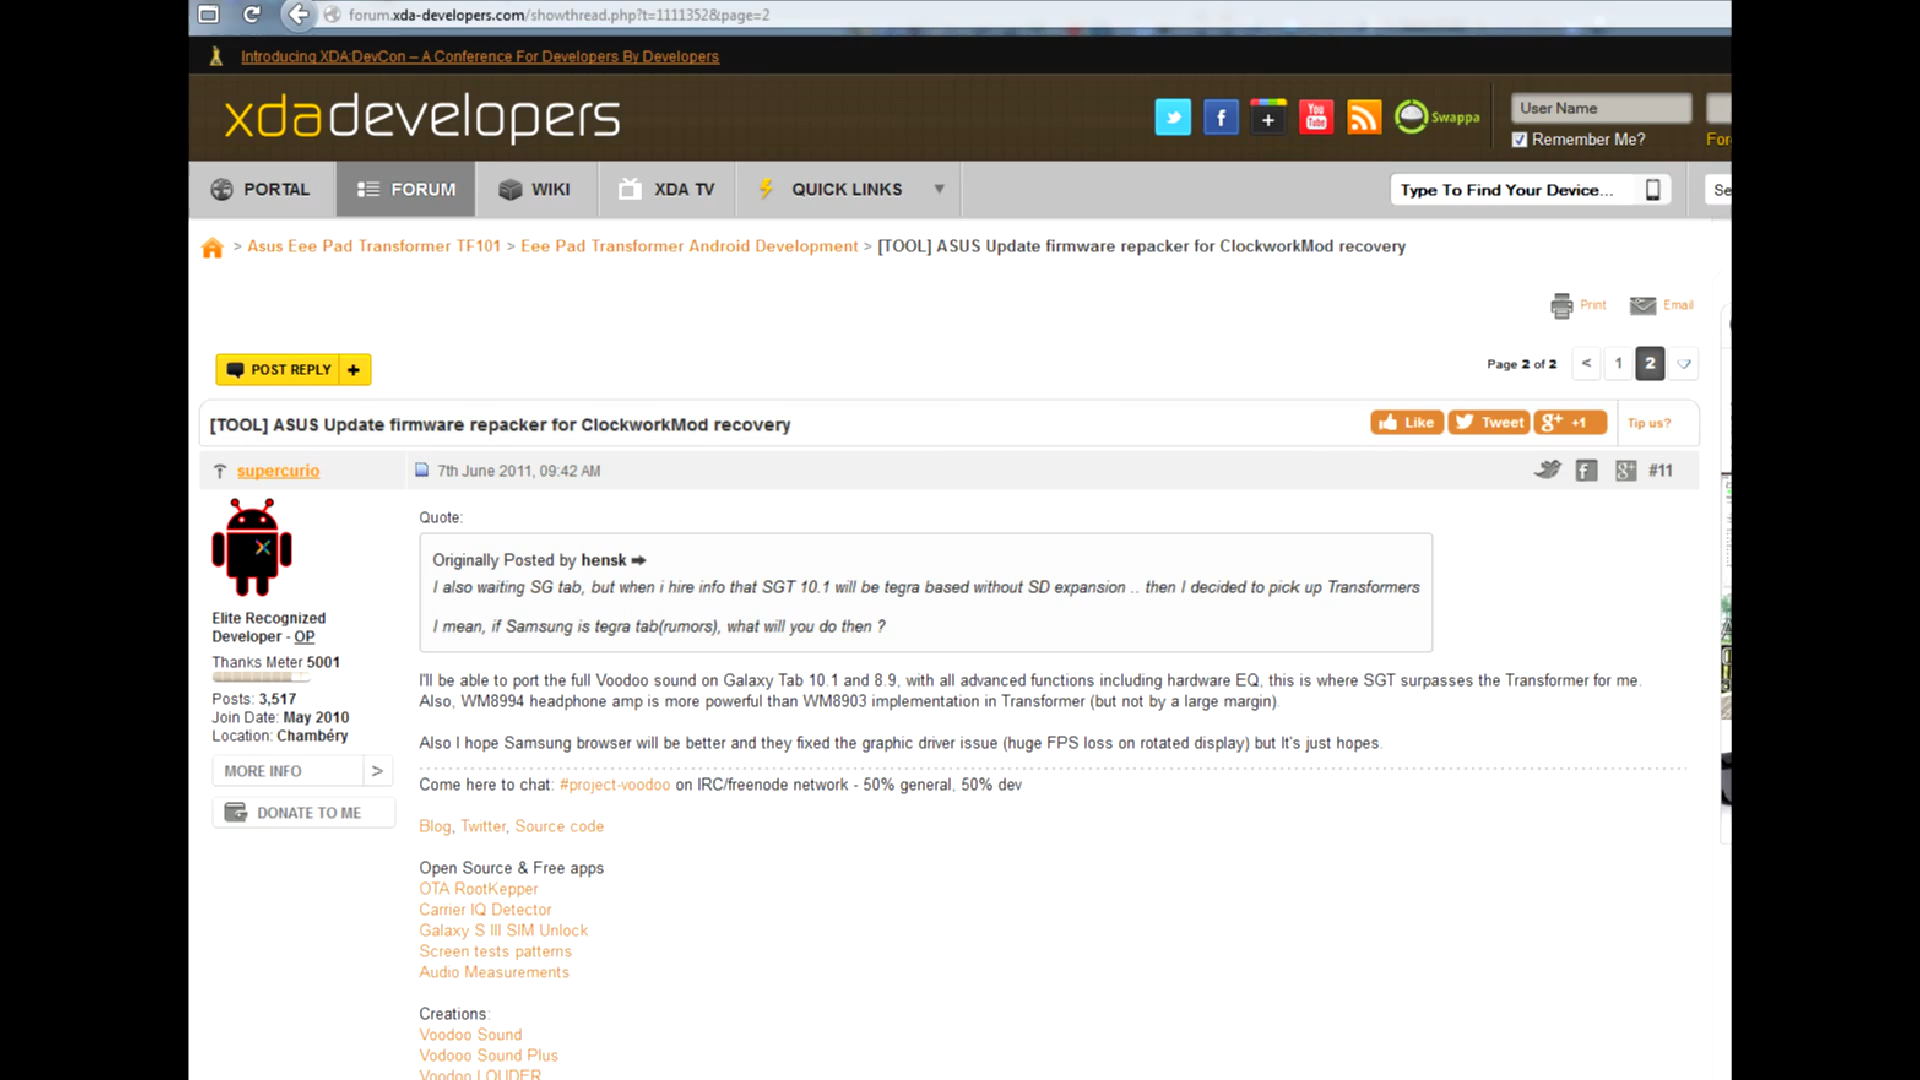 forum.xda-developers.com/showthread.php?t=1111352&page=2
Introducing XDA:DevCon – A Conference For Developers By Developers
xdadevelopers
You Tube
Swappa
User Name
Remember Me?
PORTAL
FORUM
WIKI
XDA TV
QUICK LINKS
Type To Find Your Device...
> Asus Eee Pad Transformer TF101 > Eee Pad Transformer Android Development > [TOOL] ASUS Update firmware repacker for ClockworkMod recovery
Print
Email
POST REPLY +
Page 2 of 2 < 1 2
[TOOL] ASUS Update firmware repacker for ClockworkMod recovery
Like
Tweet
g+ +1
Tip us?
supercurio
7th June 2011, 09:42 AM
#11
Quote:
Originally Posted by hensk
I also waiting SG tab, but when i hire info that SGT 10.1 will be tegra based without SD expansion .. then I decided to pick up Transformers
I mean, if Samsung is tegra tab(rumors), what will you do then ?
Elite Recognized
Developer - OP
Thanks Meter 5001
Posts: 3,517
Join Date: May 2010
Location: Chambéry
MORE INFO >
DONATE TO ME
I'll be able to port the full Voodoo sound on Galaxy Tab 10.1 and 8.9, with all advanced functions including hardware EQ, this is where SGT surpasses the Transformer for me.
Also, WM8994 headphone amp is more powerful than WM8903 implementation in Transformer (but not by a large margin).
Also I hope Samsung browser will be better and they fixed the graphic driver issue (huge FPS loss on rotated display) but It's just hopes.
Come here to chat: #project-voodoo on IRC/freenode network - 50% general, 50% dev
Blog, Twitter, Source code
Open Source & Free apps
OTA RootKepper
Carrier IQ Detector
Galaxy S III SIM Unlock
Screen tests patterns
Audio Measurements
Creations:
Voodoo Sound
Vodooo Sound Plus
Voodoo LOUDER